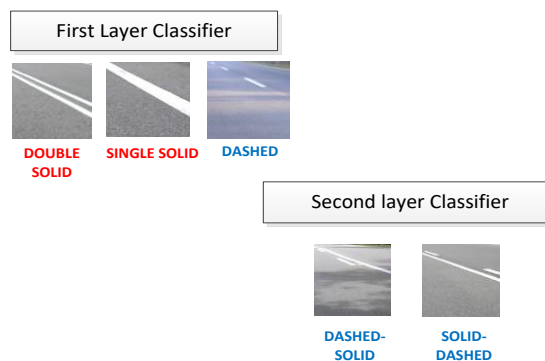 First Layer Classifier
DOUBLE
SOLID
SINGLE SOLID
DASHED
Second layer Classifier
DASHED-
SOLID
SOLID-
DASHED